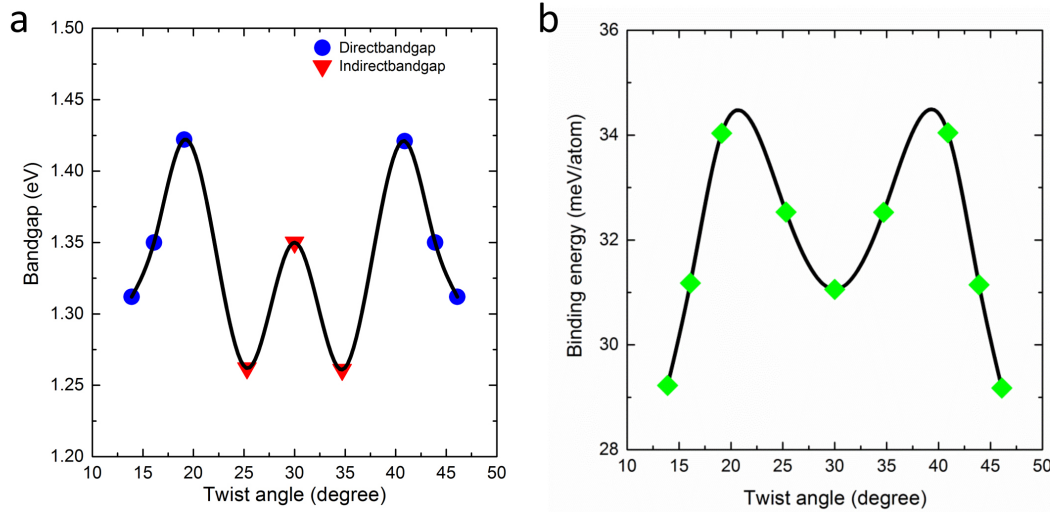 a
1.50
1.45
1.40
1.35
1.30
1.25
1.20
Bandgap (eV)
Directbandgap
Indirectbandgap
10 15 20 25 30 35 40 45 50
Twist angle (degree)
b
36
34
32
30
28
Binding energy (meV/atom)
10 15 20 25 30 35 40 45 50
Twist angle (degree)